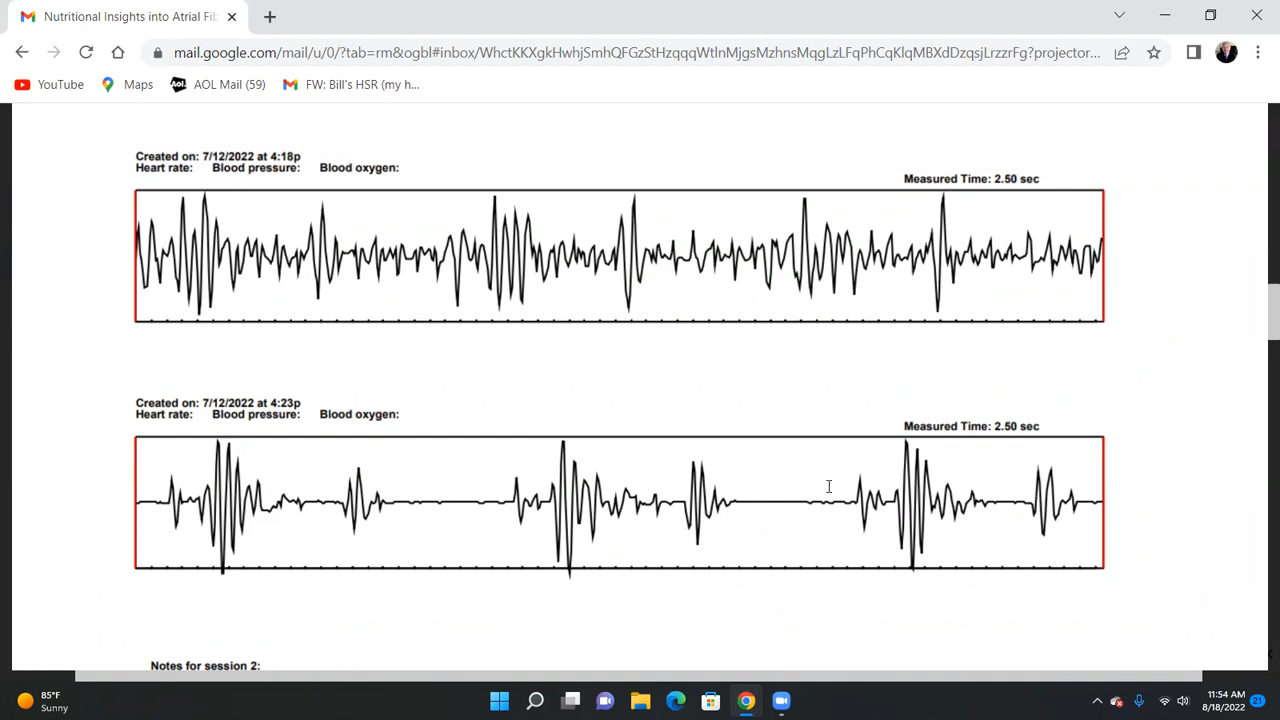 Nutritional Insights into Atrial Fib
mail.google.com/mail/u/0/?tab=rm&ogbl#inbox/WhctKKXgkHwhjSmhQFGzStHzqqqWtlnMjgsMzhnsMqgLzLFqPhCqKlqMBXdDzqsjLrzzrFg?projector...
YouTube Maps AOL Mail (59) FW: Bill's HSR (my h...
Created on: 7/12/2022 at 4:18p
Heart rate: Blood pressure: Blood oxygen:
Measured Time: 2.50 sec
Created on: 7/12/2022 at 4:23p
Heart rate: Blood pressure: Blood oxygen:
Measured Time: 2.50 sec
Notes for session 2:
85°F
Sunny
11:54 AM
8/18/2022
21